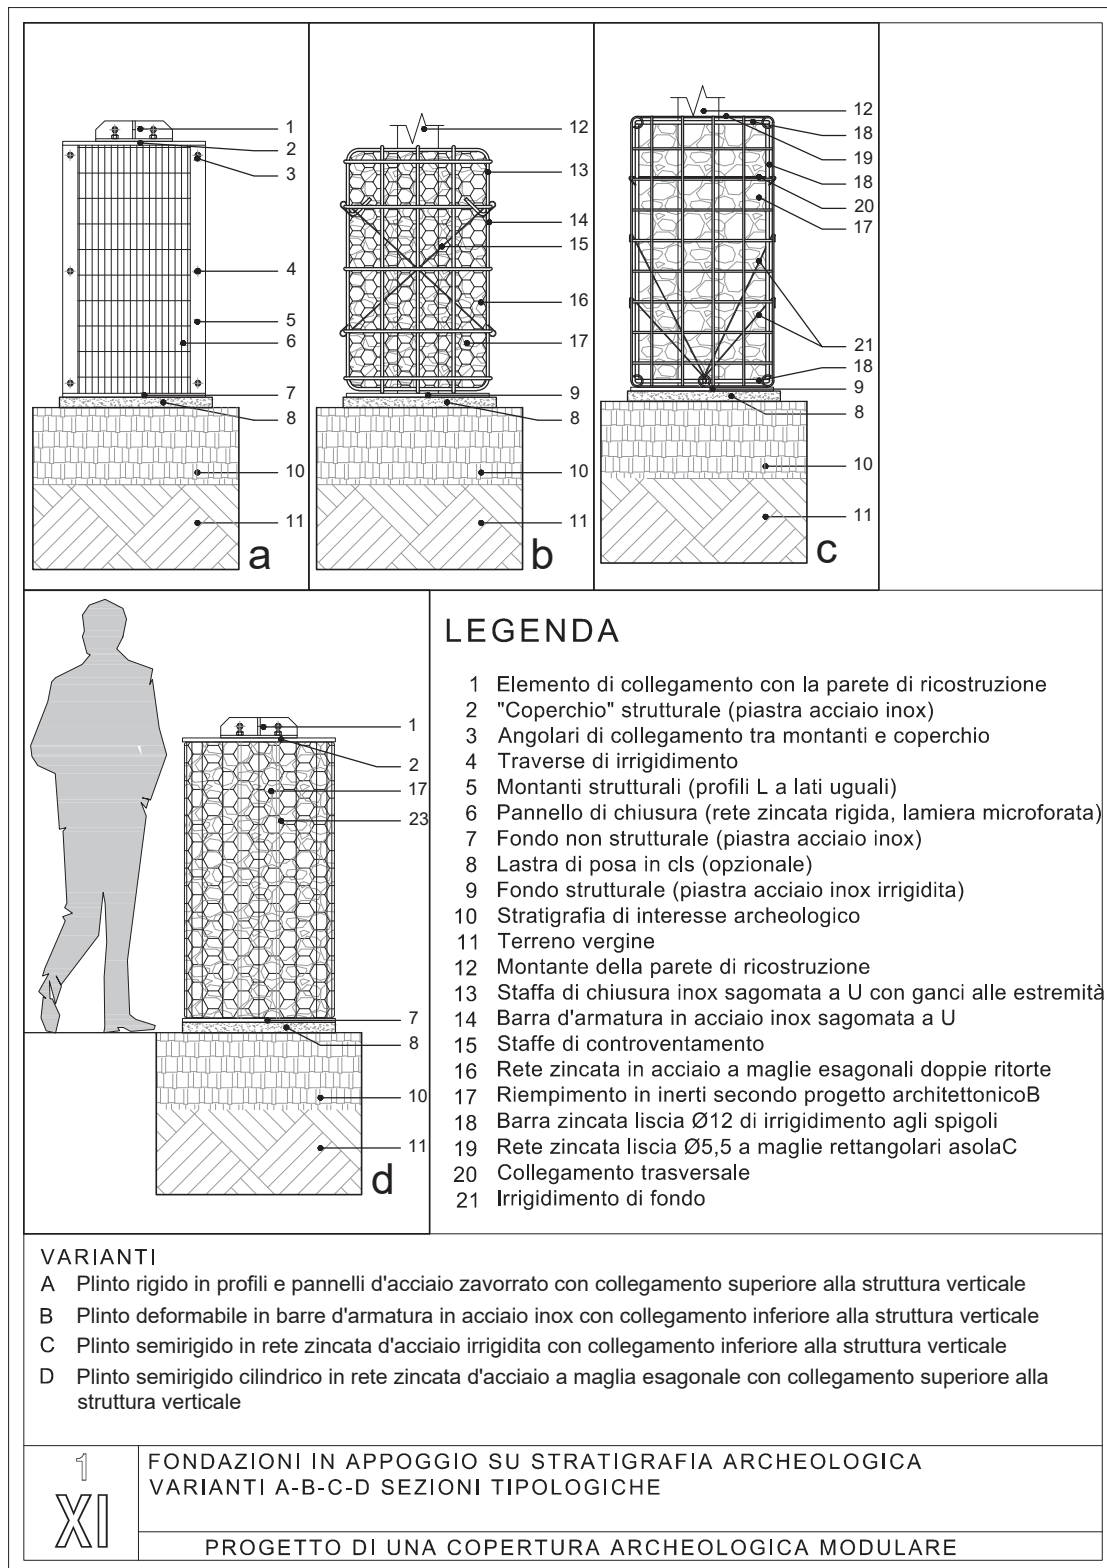 1
2
3
4
5
6
7
8
10
11
a
12
13
14
15
16
17
9
8
10
11
b
12
18
19
18
20
17
21
18
9
8
10
11
c
1
2
17
23
7
8
10
11
d
LEGENDA
1 Elemento di collegamento con la parete di ricostruzione
2 "Coperchio" strutturale (piastra acciaio inox)
3 Angolari di collegamento tra montanti e coperchio
4 Traverse di irrigidimento
5 Montanti strutturali (profili L a lati uguali)
6 Pannello di chiusura (rete zincata rigida, lamiera microforata)
7 Fondo non strutturale (piastra acciaio inox)
8 Lastra di posa in cls (opzionale)
9 Fondo strutturale (piastra acciaio inox irrigidita)
10 Stratigrafia di interesse archeologico
11 Terreno vergine
12 Montante della parete di ricostruzione
13 Staffa di chiusura inox sagomata a U con ganci alle estremità
14 Barra d'armatura in acciaio inox sagomata a U
15 Staffe di controventamento
16 Rete zincata in acciaio a maglie esagonali doppie ritorte
17 Riempimento in inerti secondo progetto architettonicoB
18 Barra zincata liscia Ø12 di irrigidimento agli spigoli
19 Rete zincata liscia Ø5,5 a maglie rettangolari asolaC
20 Collegamento trasversale
21 Irrigidimento di fondo
VARIANTI
A Plinto rigido in profili e pannelli d'acciaio zavorrato con collegamento superiore alla struttura verticale
B Plinto deformabile in barre d'armatura in acciaio inox con collegamento inferiore alla struttura verticale
C Plinto semirigido in rete zincata d'acciaio irrigidita con collegamento inferiore alla struttura verticale
D Plinto semirigido cilindrico in rete zincata d'acciaio a maglia esagonale con collegamento superiore alla
struttura verticale
1
XI
FONDAZIONI IN APPOGGIO SU STRATIGRAFIA ARCHEOLOGICA
VARIANTI A-B-C-D SEZIONI TIPOLOGICHE
PROGETTO DI UNA COPERTURA ARCHEOLOGICA MODULARE